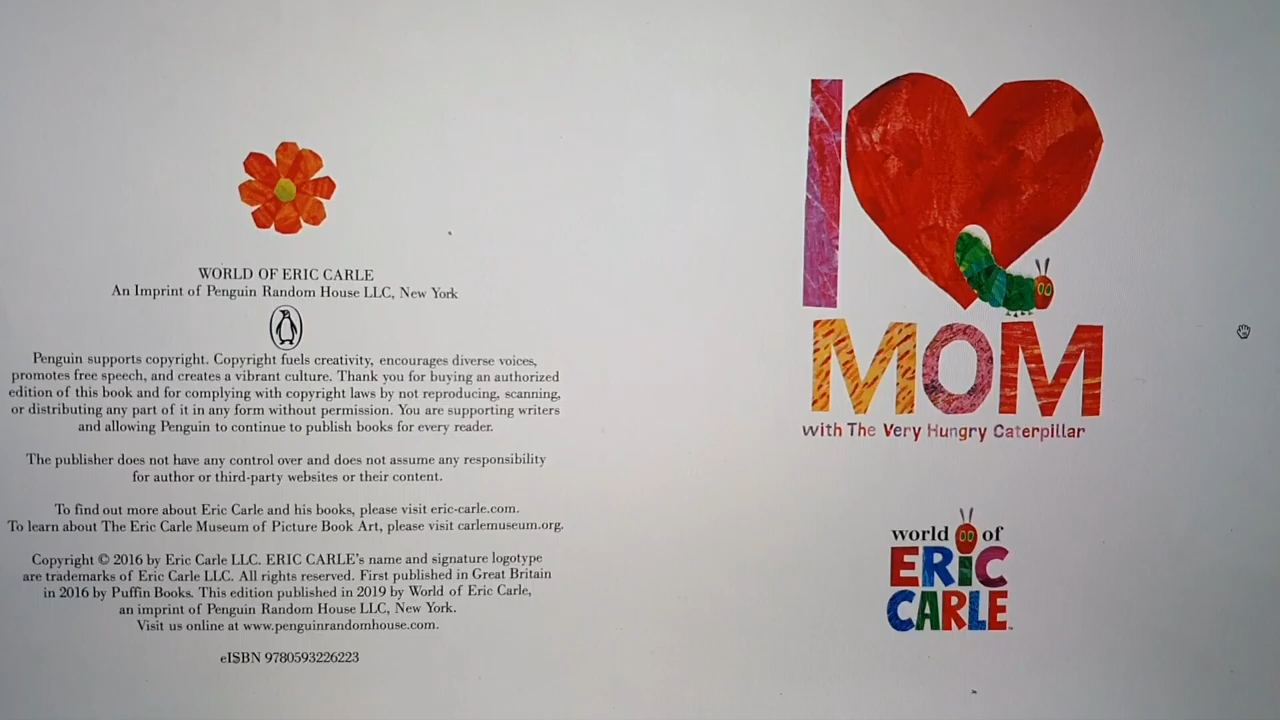 WORLD OF ERIC CARLE
An Imprint of Penguin Random House LLC, New York
Penguin supports copyright. Copyright fuels creativity, encourages diverse voices,
promotes free speech, and creates a vibrant culture. Thank you for buying an authorized
edition of this book and for complying with copyright laws by not reproducing, scanning,
or distributing any part of it in any form without permission. You are supporting writers
and allowing Penguin to continue to publish books for every reader.
The publisher does not have any control over and does not assume any responsibility
for author or third-party websites or their content.
To find out more about Eric Carle and his books, please visit eric-carle.com.
To learn about The Eric Carle Museum of Picture Book Art, please visit carlemuseum.org.
Copyright © 2016 by Eric Carle LLC. ERIC CARLE's name and signature logotype
are trademarks of Eric Carle LLC. All rights reserved. First published in Great Britain
in 2016 by Puffin Books. This edition published in 2019 by World of Eric Carle,
an imprint of Penguin Random House LLC, New York.
Visit us online at www.penguinrandomhouse.com.
eISBN 9780593226223
I
MOM
with The Very Hungry Caterpillar
world of
ERiC
CARLE™